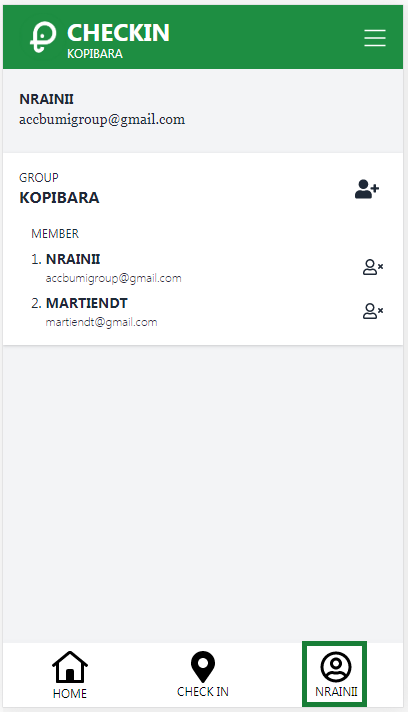 CHECKIN
KOPIBARA
NRAINII
accbumigroup@gmail.com
GROUP
KOPIBARA
MEMBER
1. NRAINII
accbumigroup@gmail.com
2. MARTIENDT
martiendt@gmail.com
HOME
CHECK IN
NRAINII